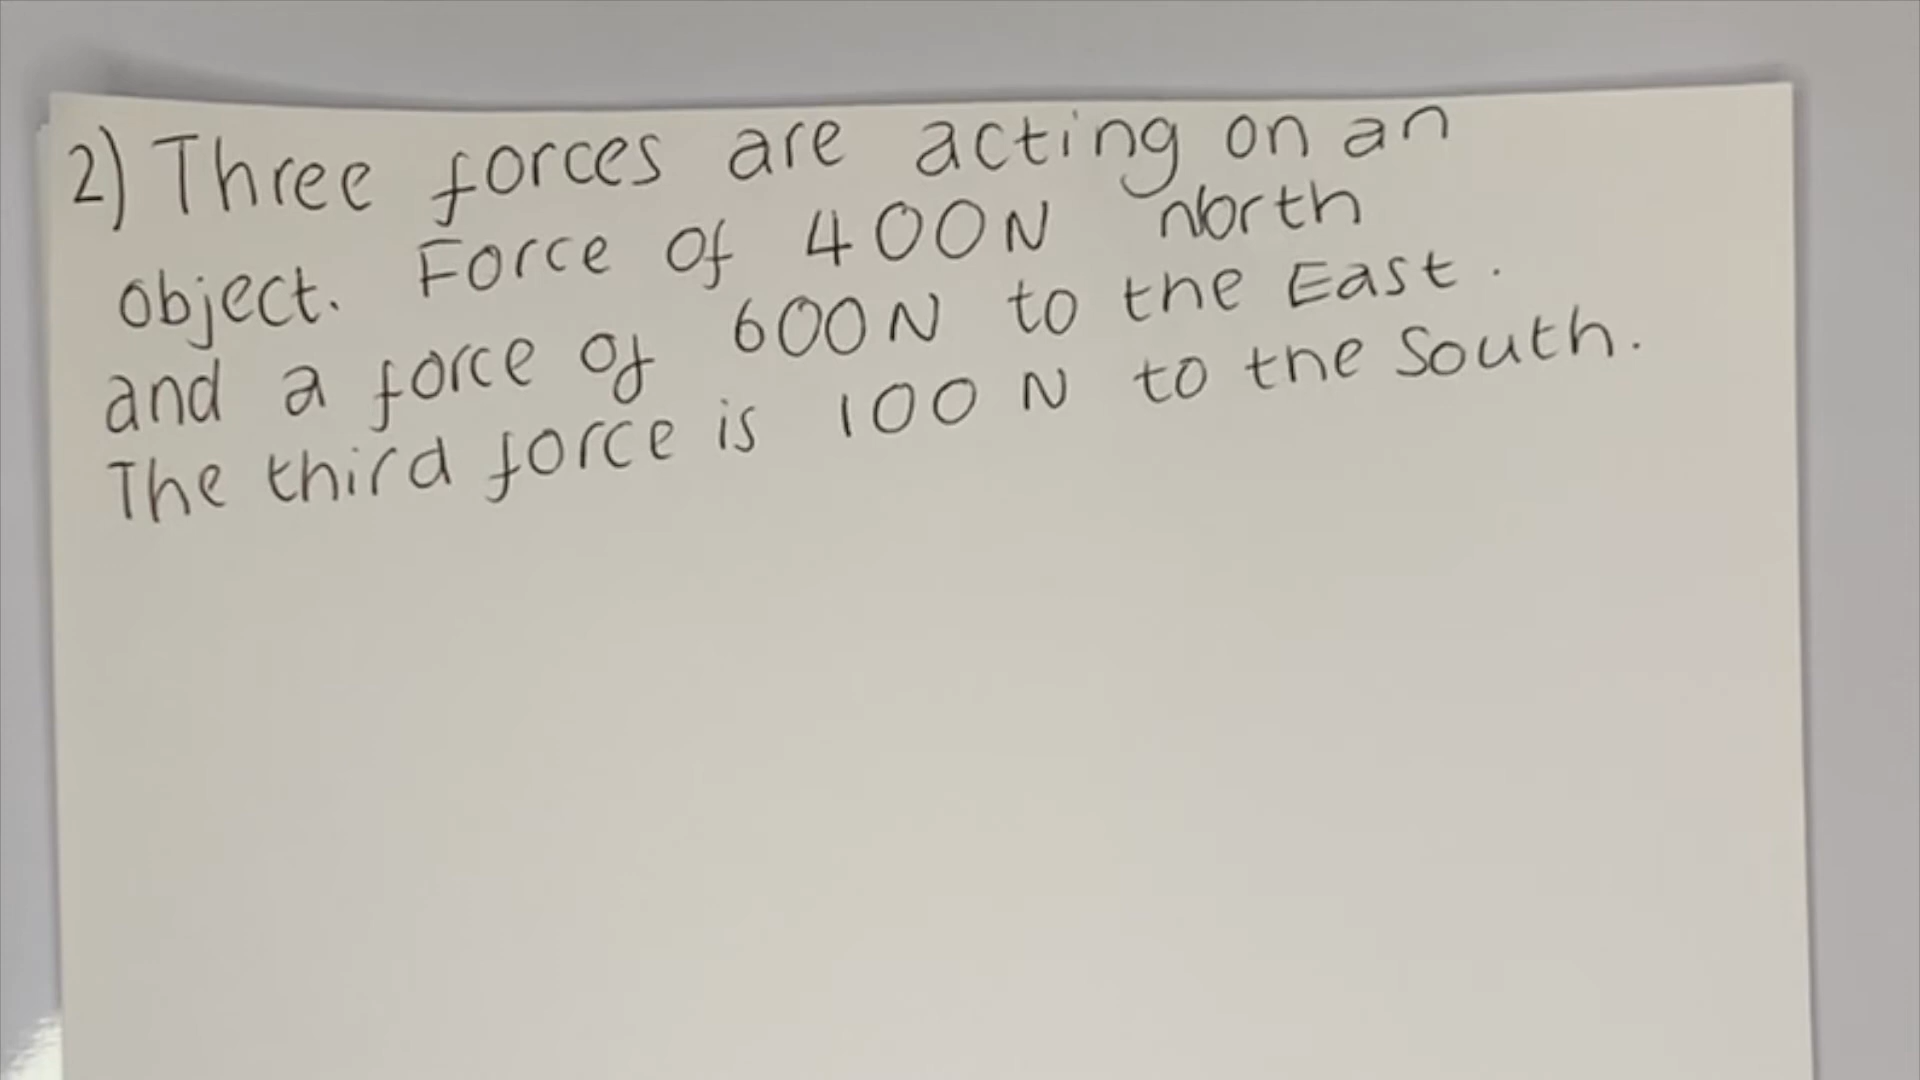 2) Three forces are acting on an
object. Force of 400N north
and a force of 600N to the East.
The third force is 100 N to the South.